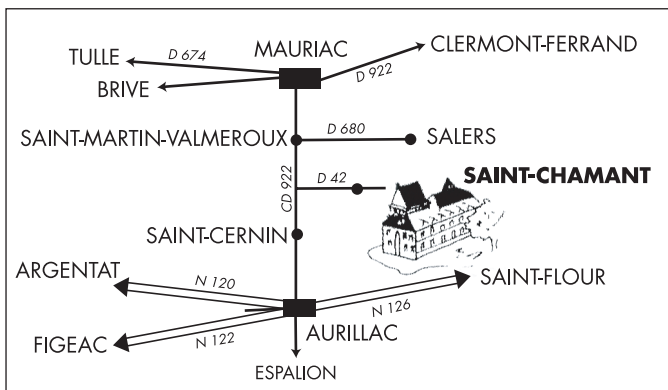 TULLE
D 674
MAURIAC
CLERMONT-FERRAND
BRIVE
D 922
SAINT-MARTIN-VALMEROUX
D 680
SALERS
CD 922
D 42
SAINT-CHAMANT
SAINT-CERNIN
ARGENTAT
N 120
SAINT-FLOUR
N 126
FIGEAC
N 122
AURILLAC
ESPALION